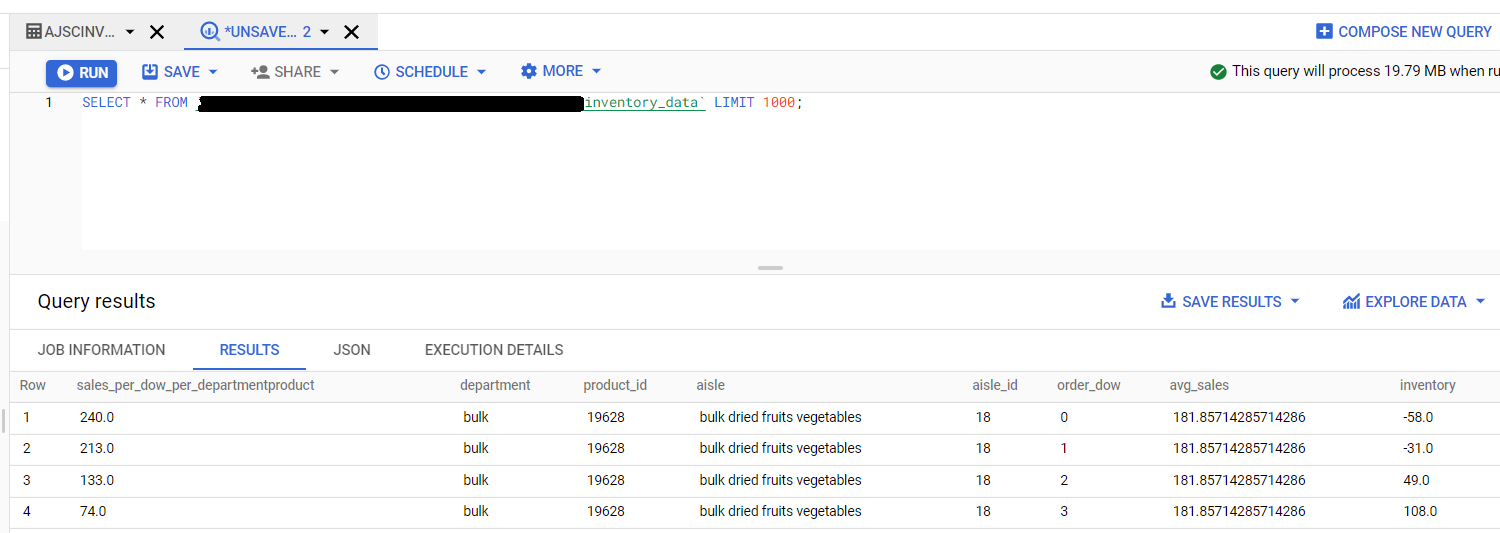 AJSCINV... *UNSAVE... 2 COMPOSE NEW QUERY
RUN SAVE SHARE SCHEDULE MORE This query will process 19.79 MB when ru
1 SELECT * FROM inventory_data` LIMIT 1000;
Query results SAVE RESULTS EXPLORE DATA
JOB INFORMATION RESULTS JSON EXECUTION DETAILS
Row sales_per_dow_per_departmentproduct department product_id aisle aisle_id order_dow avg_sales inventory
1 240.0 bulk 19628 bulk dried fruits vegetables 18 0 181.85714285714286 -58.0
2 213.0 bulk 19628 bulk dried fruits vegetables 18 1 181.85714285714286 -31.0
3 133.0 bulk 19628 bulk dried fruits vegetables 18 2 181.85714285714286 49.0
4 74.0 bulk 19628 bulk dried fruits vegetables 18 3 181.85714285714286 108.0